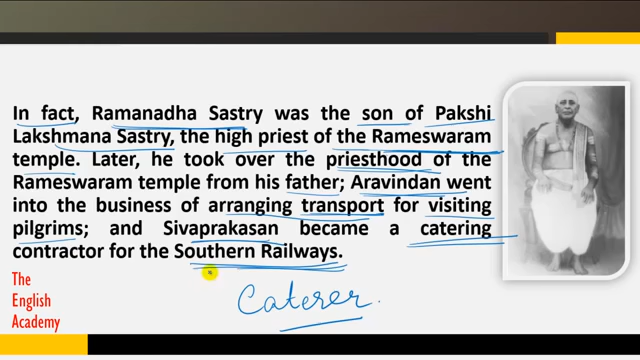 In fact, Ramanadha Sastry was the son of Pakshi
Lakshmana Sastry, the high priest of the Rameswaram
temple. Later, he took over the priesthood of the
Rameswaram temple from his father; Aravindan went
into the business of arranging transport for visiting
pilgrims; and Sivaprakasan became a catering
contractor for the Southern Railways.
Caterer.
The
English
Academy